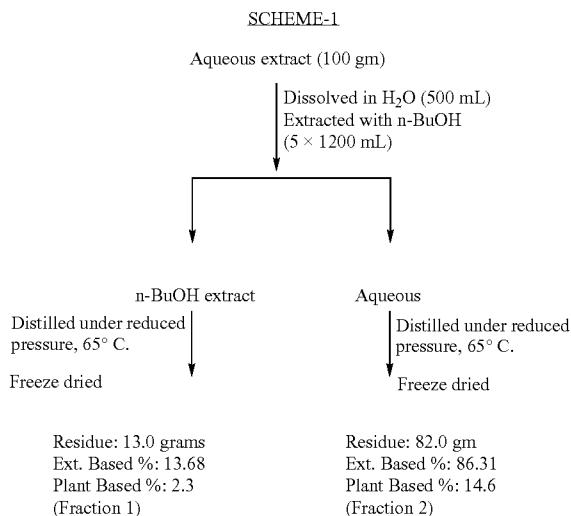 SCHEME-1
Aqueous extract (100 gm)
Dissolved in H₂O (500 mL)
Extracted with n-BuOH
(5 × 1200 mL)
n-BuOH extract
Distilled under reduced
pressure, 65° C.
Freeze dried
Residue: 13.0 grams
Ext. Based %: 13.68
Plant Based %: 2.3
(Fraction 1)
Aqueous
Distilled under reduced
pressure, 65° C.
Freeze dried
Residue: 82.0 gm
Ext. Based %: 86.31
Plant Based %: 14.6
(Fraction 2)